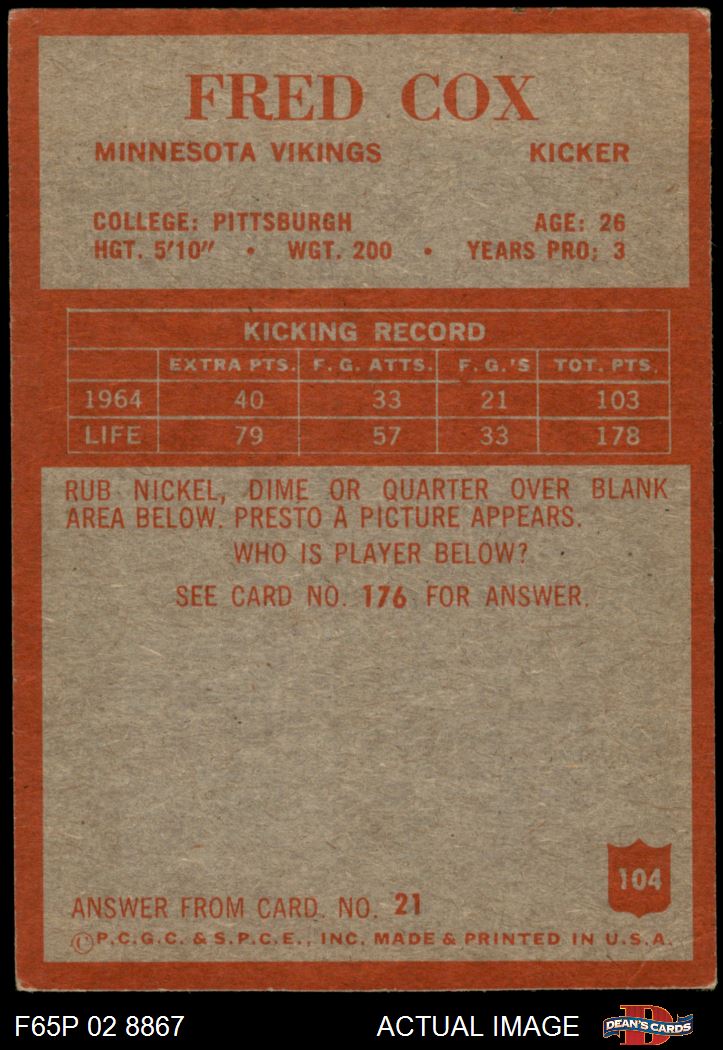 FRED COX
MINNESOTA VIKINGS KICKER
COLLEGE: PITTSBURGH AGE: 26
HGT. 5'10" • WGT. 200 • YEARS PRO; 3
KICKING RECORD
EXTRA PTS. F. G. ATTS. F. G.'S TOT. PTS.
1964 40 33 21 103
LIFE 79 57 33 178
RUB NICKEL, DIME OR QUARTER OVER BLANK
AREA BELOW. PRESTO A PICTURE APPEARS.
WHO IS PLAYER BELOW?
SEE CARD NO. 176 FOR ANSWER.
104
ANSWER FROM CARD. NO. 21
©P.C.G.C. & S.P.C.E., INC. MADE & PRINTED IN U.S.A.
F65P 02 8867 ACTUAL IMAGE D DEAN'S CARDS